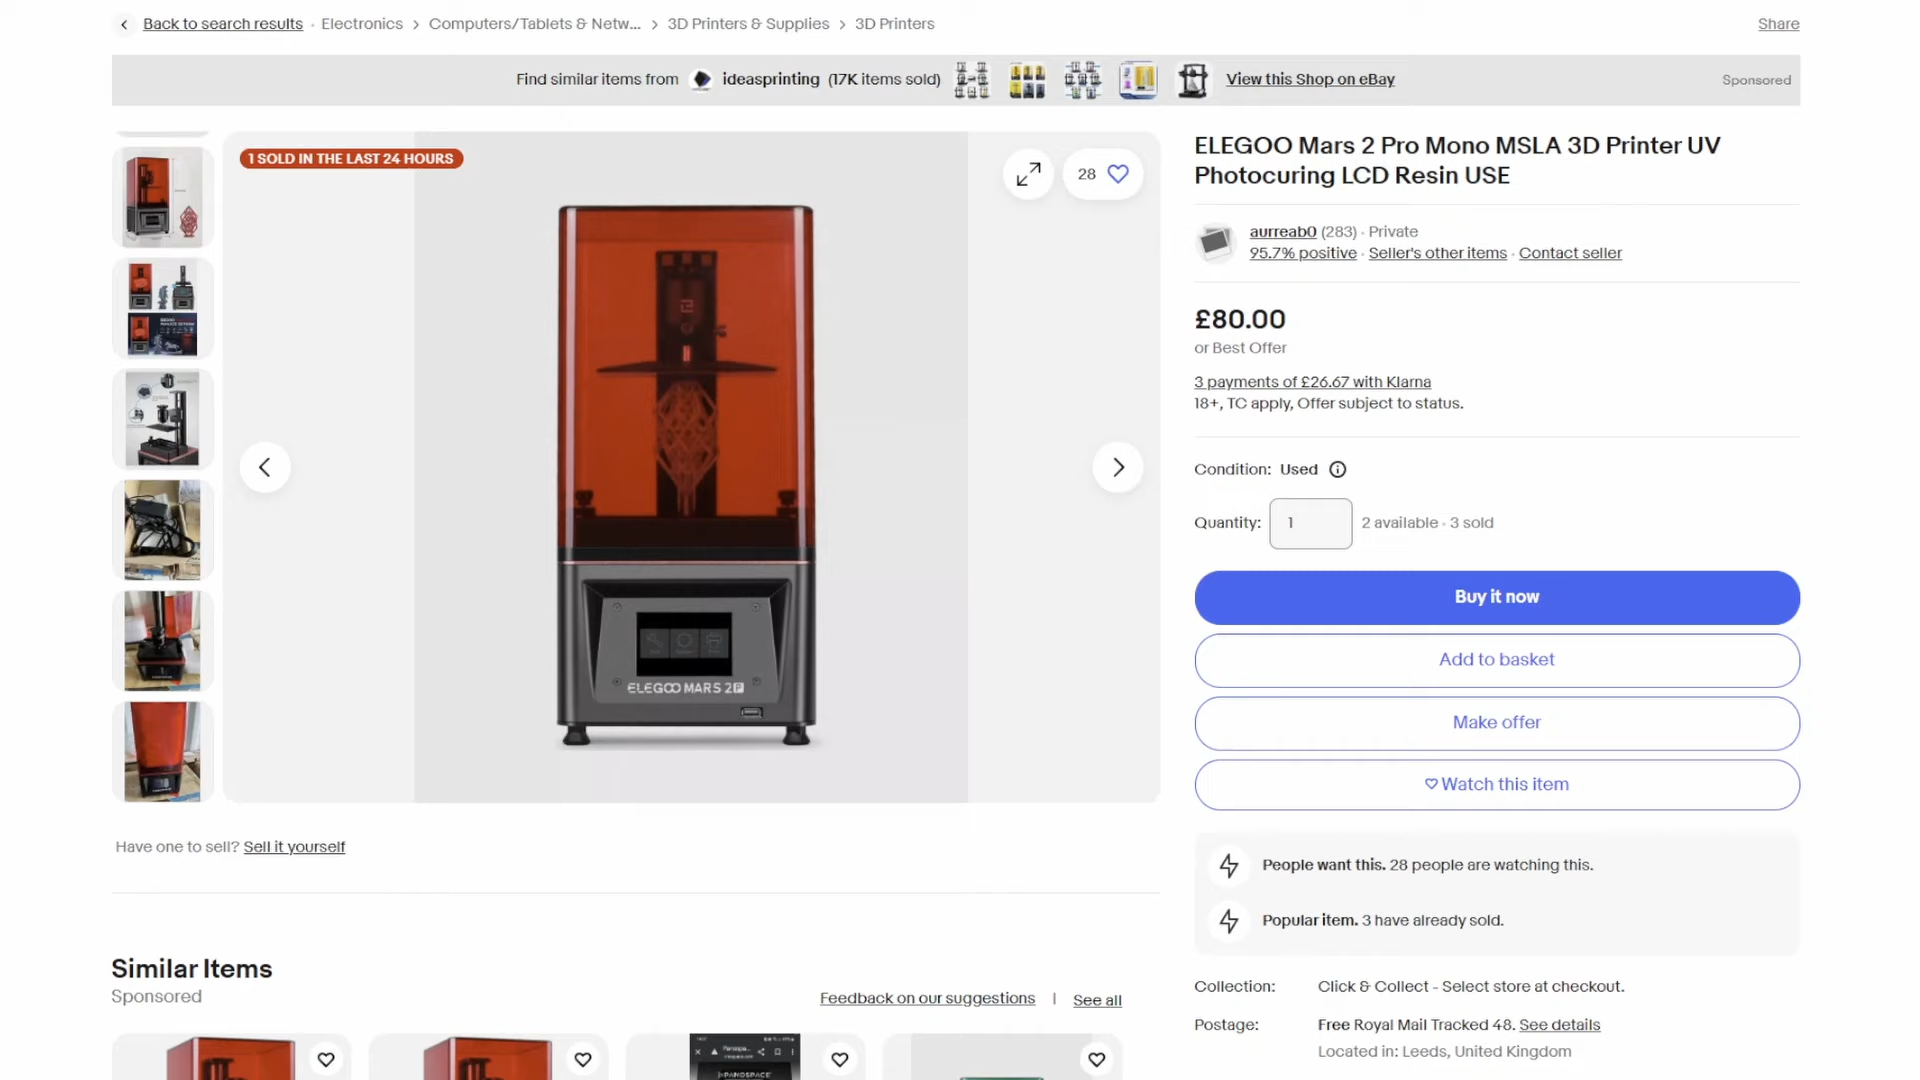 Back to search results · Electronics > Computers/Tablets & Netw... > 3D Printers & Supplies > 3D Printers
Share
Find similar items from ideasprinting (17K items sold) View this Shop on eBay
Sponsored
1 SOLD IN THE LAST 24 HOURS
28
ELEGOO MARS 2P
ELEGOO Mars 2 Pro Mono MSLA 3D Printer UV
Photocuring LCD Resin USE
aurreab0 (283) · Private
95.7% positive · Seller's other items · Contact seller
£80.00
or Best Offer
3 payments of £26.67 with Klarna
18+, TC apply, Offer subject to status.
Condition: Used
Quantity: 1 2 available · 3 sold
Buy it now
Add to basket
Make offer
Watch this item
People want this. 28 people are watching this.
Popular item. 3 have already sold.
Collection: Click & Collect - Select store at checkout.
Postage: Free Royal Mail Tracked 48. See details
Located in: Leeds, United Kingdom
Have one to sell? Sell it yourself
Similar Items
Sponsored
Feedback on our suggestions | See all